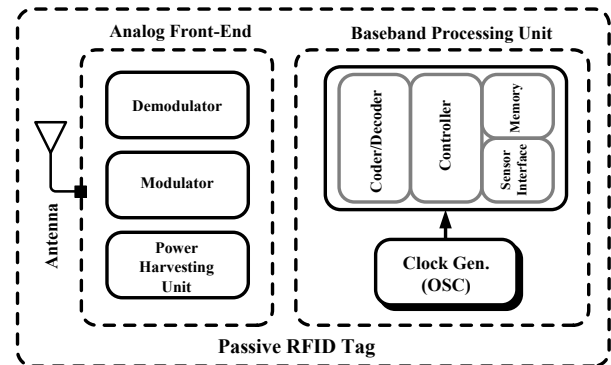 Analog Front-End
Baseband Processing Unit
Demodulator
Modulator
Power
Harvesting
Unit
Antenna
Coder/Decoder
Controller
Memory
Sensor
Interface
Clock Gen.
(OSC)
Passive RFID Tag